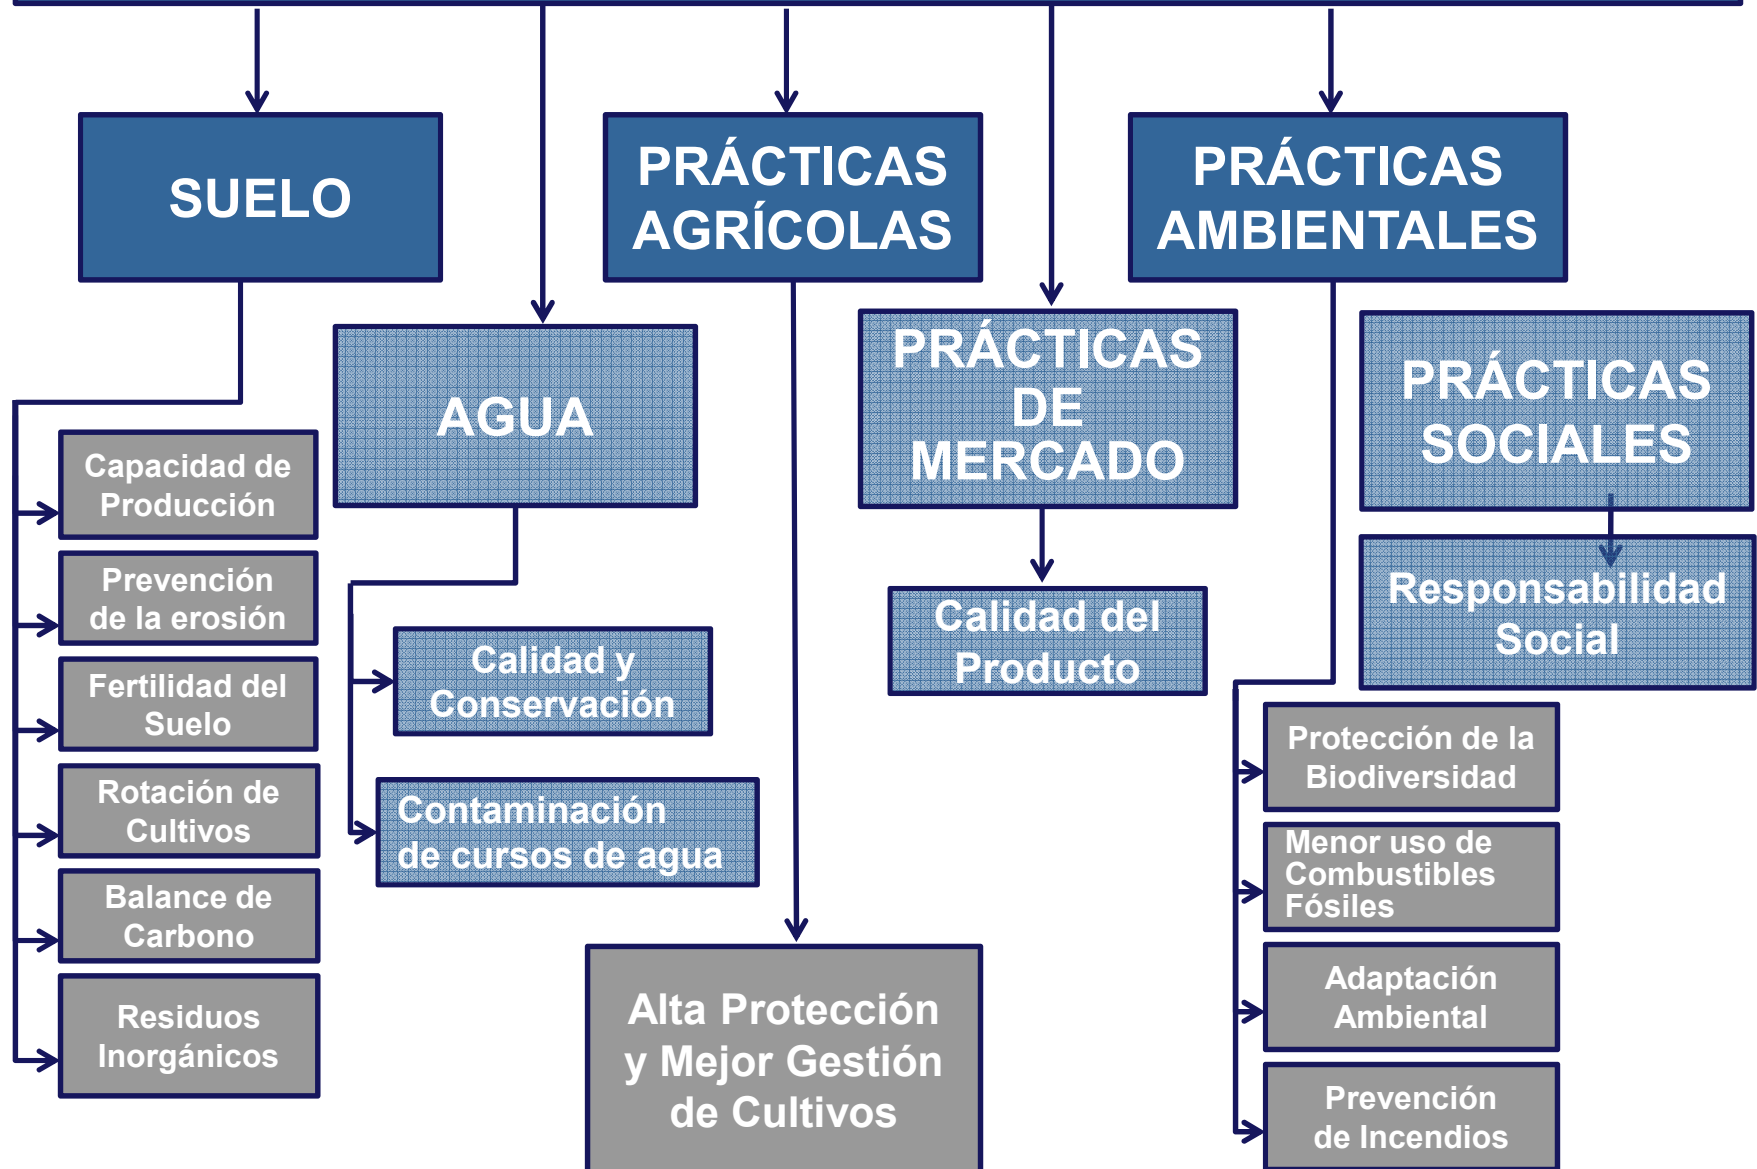 SUELO
PRÁCTICAS
AGRÍCOLAS
PRÁCTICAS
AMBIENTALES
AGUA
PRÁCTICAS
DE
MERCADO
PRÁCTICAS
SOCIALES
Capacidad de
Producción
Prevención
de la erosión
Fertilidad del
Suelo
Rotación de
Cultivos
Balance de
Carbono
Residuos
Inorgánicos
Calidad y
Conservación
Contaminación
de cursos de agua
Alta Protección
y Mejor Gestión
de Cultivos
Calidad del
Producto
Responsabilidad
Social
Protección de la
Biodiversidad
Menor uso de
Combustibles
Fósiles
Adaptación
Ambiental
Prevención
de Incendios